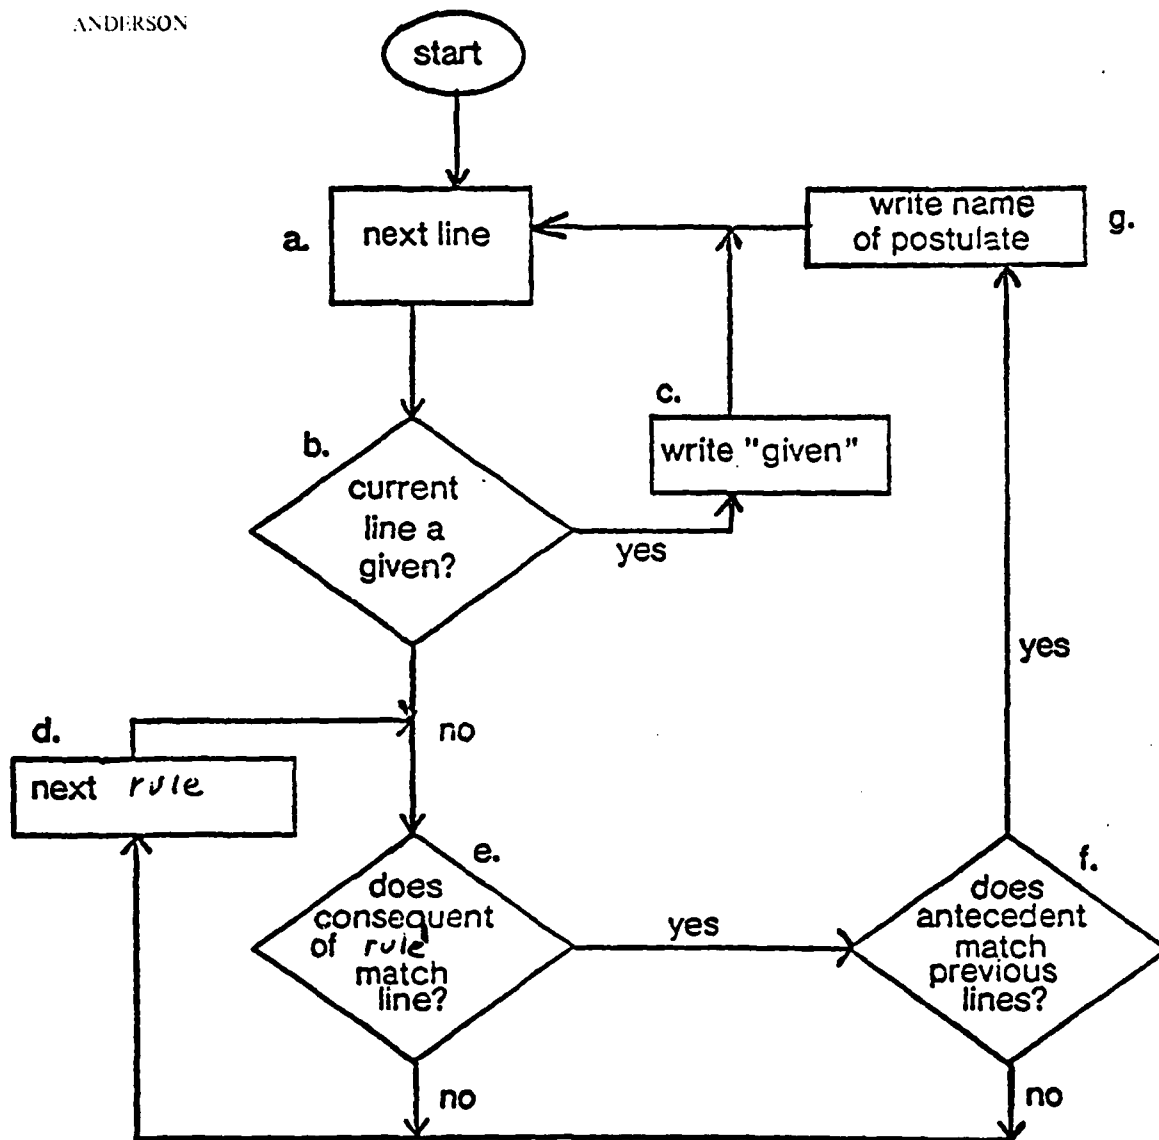 ANDERSON
start
a.
next line
write name
of postulate
g.
c.
write "given"
b.
current
line a
given?
yes
yes
no
d.
next rule
e.
does
consequent
of rule
match
line?
yes
f.
does
antecedent
match
previous
lines?
no
no